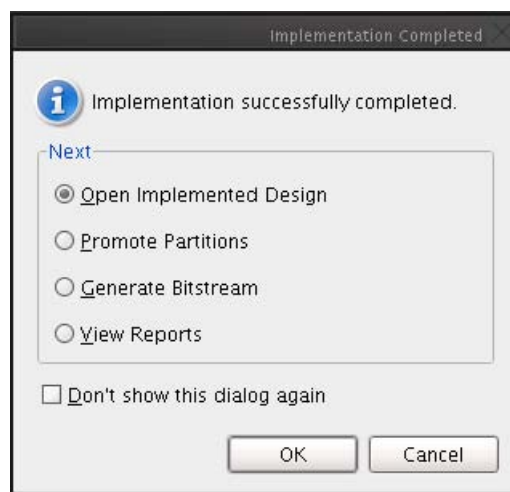 Implementation Completed
Implementation successfully completed.
Next
Open Implemented Design
Promote Partitions
Generate Bitstream
View Reports
Don't show this dialog again
OK
Cancel